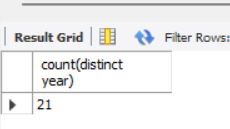 Result Grid Filter Rows:
count(distinct
year)
21